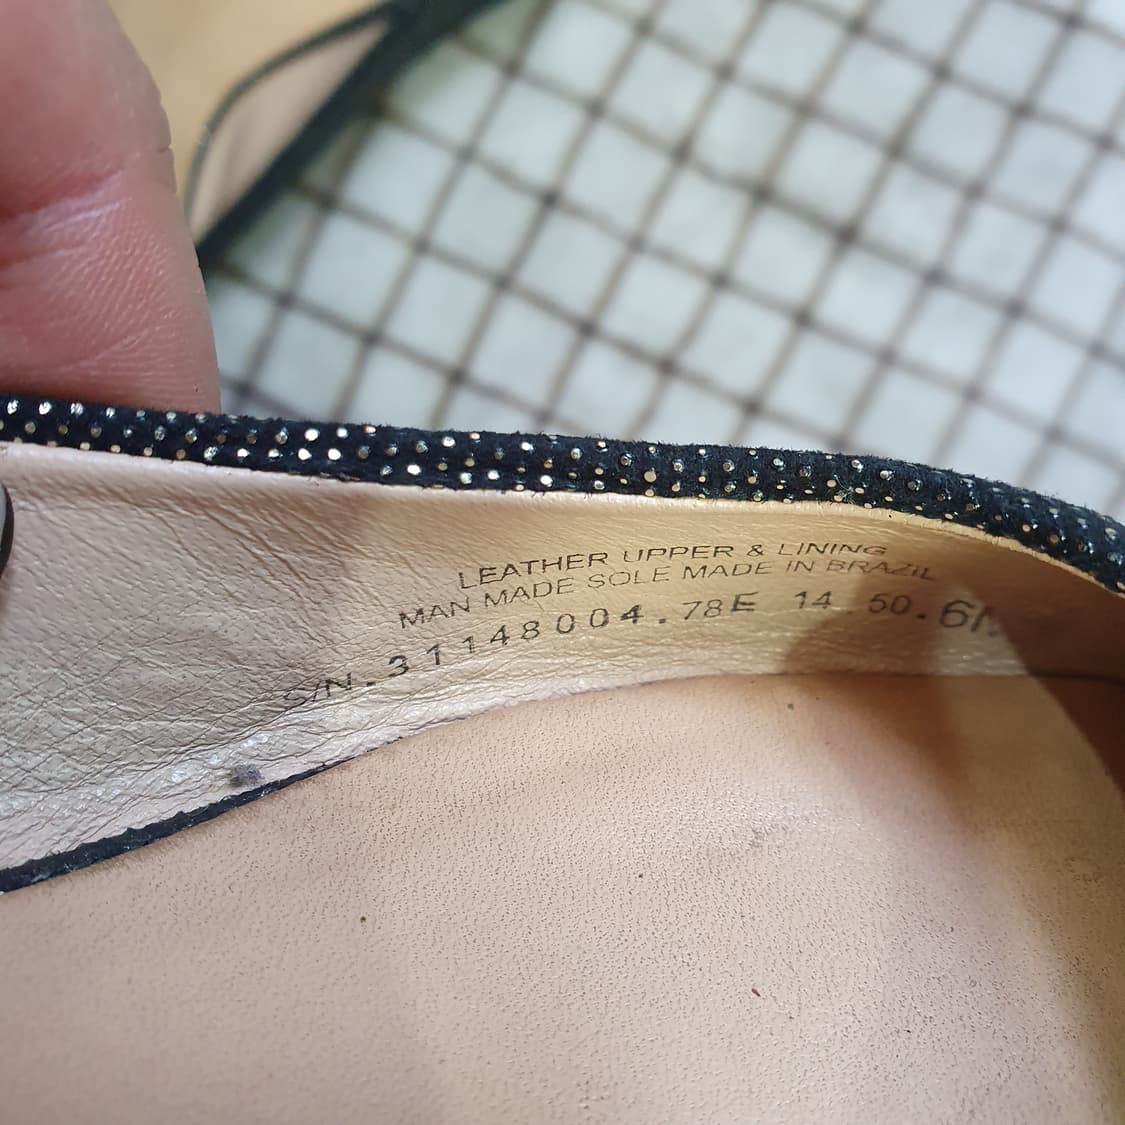 LEATHER UPPER & LINING
MAN MADE SOLE MADE IN BRAZIL
S/N.31148004.78E 14 50.6M